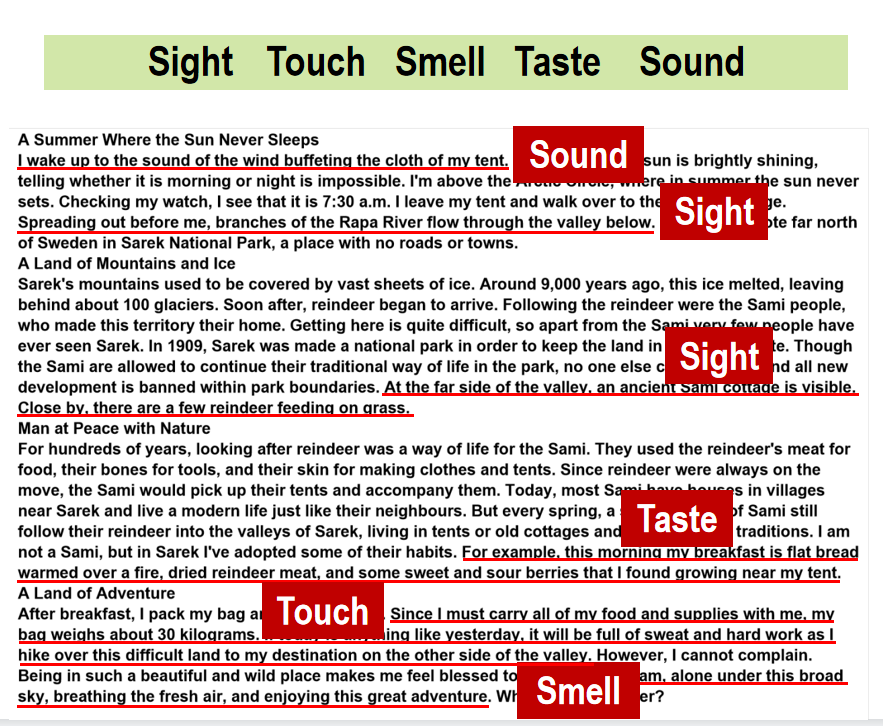 Sight Touch Smell Taste Sound
A Summer Where the Sun Never Sleeps
I wake up to the sound of the wind buffeting the cloth of my tent. Sound sun is brightly shining,
telling whether it is morning or night is impossible. I'm above the Arctic Circle, where in summer the sun never
sets. Checking my watch, I see that it is 7:30 a.m. I leave my tent and walk over to the
Spreading out before me, branches of the Rapa River flow through the valley below. Sight far north
of Sweden in Sarek National Park, a place with no roads or towns.
A Land of Mountains and Ice
Sarek's mountains used to be covered by vast sheets of ice. Around 9,000 years ago, this ice melted, leaving
behind about 100 glaciers. Soon after, reindeer began to arrive. Following the reindeer were the Sami people,
who made this territory their home. Getting here is quite difficult, so apart from the Sami very few people have
ever seen Sarek. In 1909, Sarek was made a national park in order to keep the land in Sight Though
the Sami are allowed to continue their traditional way of life in the park, no one else all new
development is banned within park boundaries. At the far side of the valley, an ancient Sami cottage is visible.
Close by, there are a few reindeer feeding on grass.
Man at Peace with Nature
For hundreds of years, looking after reindeer was a way of life for the Sami. They used the reindeer's meat for
food, their bones for tools, and their skin for making clothes and tents. Since reindeer were always on the
move, the Sami would pick up their tents and accompany them. Today, most Sami have houses in villages
near Sarek and live a modern life just like their neighbours. But every spring, a Taste of Sami still
follow their reindeer into the valleys of Sarek, living in tents or old cottages and traditions. I am
not a Sami, but in Sarek I've adopted some of their habits. For example, this morning my breakfast is flat bread
warmed over a fire, dried reindeer meat, and some sweet and sour berries that I found growing near my tent.
A Land of Adventure
After breakfast, I pack my bag Touch Since I must carry all of my food and supplies with me, my
bag weighs about 30 kilograms. If today is anything like yesterday, it will be full of sweat and hard work as I
hike over this difficult land to my destination on the other side of the valley. However, I cannot complain.
Being in such a beautiful and wild place makes me feel blessed to am, alone under this broad
sky, breathing the fresh air, and enjoying this great adventure. Smell